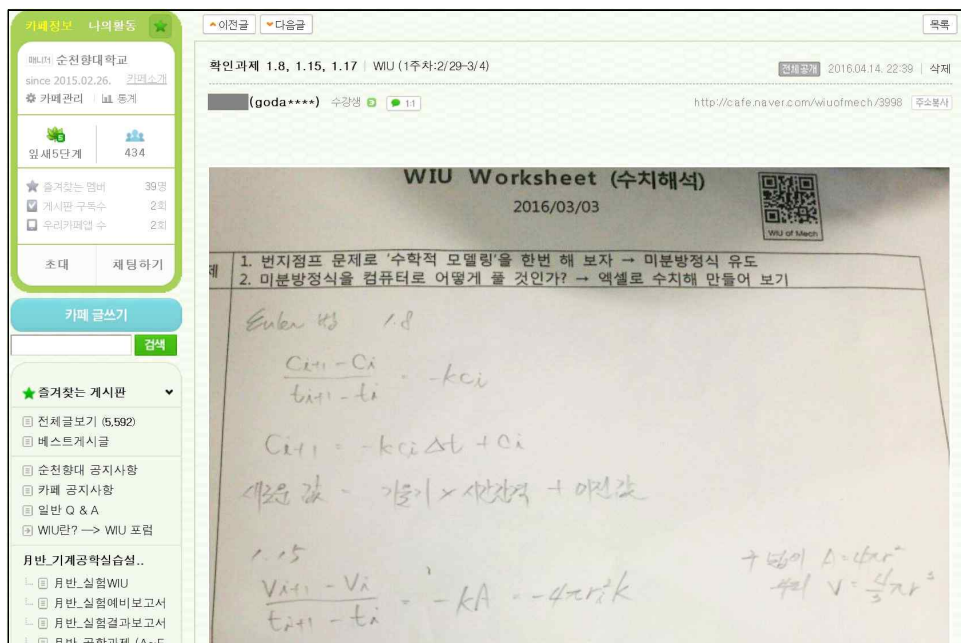 카페정보 나의활동
매니저 순천향대학교
since 2015.02.26. 카페소개
카페관리 통계
잎새5단계 434
즐겨찾는 멤버 39명
게시판 구독수 2회
우리카페앱 수 2회
초대 채팅하기
카페 글쓰기
검색
즐겨찾는 게시판
전체글보기 (5,592)
베스트게시글
순천향대 공지사항
카페 공지사항
일반 Q & A
WIU란? —> WIU 포럼
月반_기계공학실습설..
月반_실험WIU
月반_실험예비보고서
月반_실험결과보고서
이전글 다음글 목록
확인과제 1.8, 1.15, 1.17 | WIU (1주차:2/29-3/4) 전체공개 2016.04.14. 22:39 | 삭제
(goda****) 수강생 1:1 http://cafe.naver.com/wiuofmech/3998 주소복사
WIU Worksheet (수치해석)
2016/03/03
WIU of Mech
제
1. 번지점프 문제로 '수학적 모델링'을 한번 해 보자 → 미분방정식 유도
2. 미분방정식을 컴퓨터로 어떻게 풀 것인가? → 엑셀로 수치해 만들어 보기
Euler 법 1.8
(Ci+1 - Ci)/(ti+1 - ti) = -kci
Ci+1 = -kciΔt + Ci
새로운 값 = 기울기 × 시간간격 + 이전값
1.15
(Vi+1 - Vi)/(ti+1 - ti) = -kA = -4πri²k
구 넓이 A = 4πr²
부피 V = 4/3 πr³